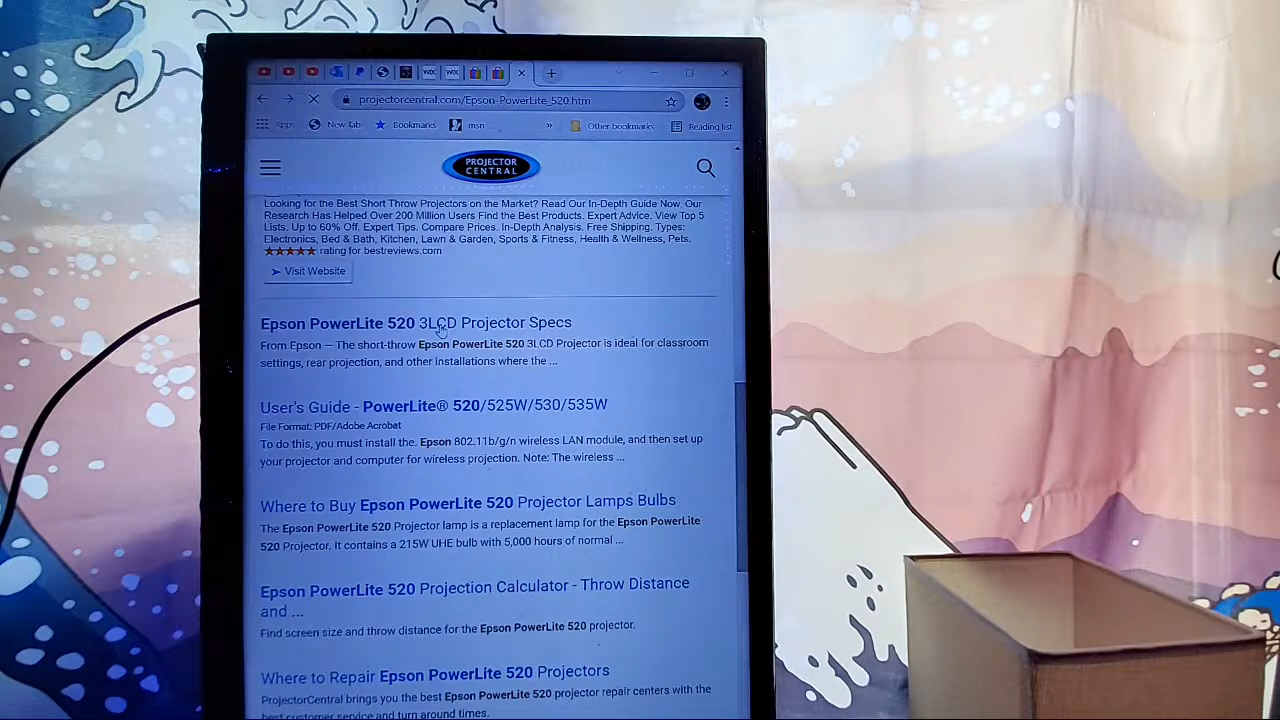 WIX WIX
projectorcentral.com/Epsom-PowerLite_520.htm
Apps New Tab Bookmarks msn » Other bookmarks Reading list
PROJECTOR
CENTRAL
Looking for the Best Short Throw Projectors on the Market? Read Our In-Depth Guide Now. Our
Research Has Helped Over 200 Million Users Find the Best Products. Expert Advice. View Top 5
Lists. Up to 60% Off. Expert Tips. Compare Prices. In-Depth Analysis. Free Shipping. Types:
Electronics, Bed & Bath, Kitchen, Lawn & Garden, Sports & Fitness, Health & Wellness, Pets.
★★★★★ rating for bestreviews.com
➤ Visit Website
Epson PowerLite 520 3LCD Projector Specs
From Epson — The short-throw Epson PowerLite 520 3LCD Projector is ideal for classroom
settings, rear projection, and other Installations where the ...
User's Guide - PowerLite® 520/525W/530/535W
File Format: PDF/Adobe Acrobat
To do this, you must install the. Epson 802.11b/g/n wireless LAN module, and then set up
your projector and computer for wireless projection. Note: The wireless ...
Where to Buy Epson PowerLite 520 Projector Lamps Bulbs
The Epson PowerLite 520 Projector lamp is a replacement lamp for the Epson PowerLite
520 Projector. It contains a 215W UHE bulb with 5,000 hours of normal ...
Epson PowerLite 520 Projection Calculator - Throw Distance
and ...
Find screen size and throw distance for the Epson PowerLite 520 projector.
Where to Repair Epson PowerLite 520 Projectors
ProjectorCentral brings you the best Epson PowerLite 520 projector repair centers with the
best customer service and turn around times.